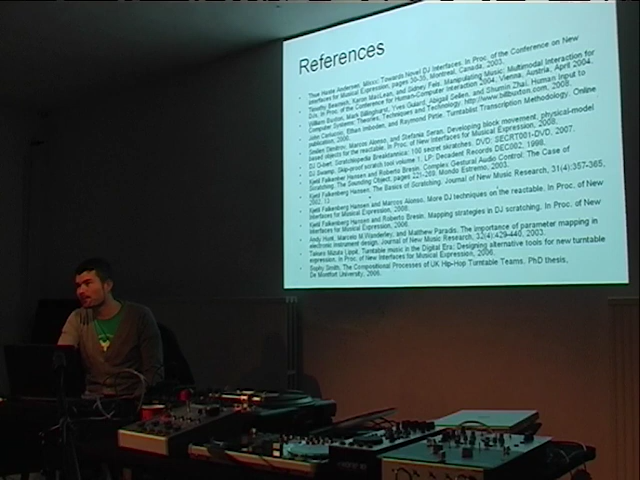 References
Thor Hende Andersen. Mixxx: Towards Novel DJ Interfaces. In Proc. of the Conference on New
Interfaces for Musical Expression, pages 30-35, Montreal, Canada, 2003.
Timothy Beamish, Karon MacLean, and Sidney Fels. Manipulating Music: Multimodal Interaction for
DJs. In Proc. of the Conference for Human-Computer Interaction 2004, Vienna, Austria, April 2004.
William Buxton, Mark Billinghurst, Yves Guiard, Abigail Sellen, and Shumin Zhai. Human Input to
Computer Systems: Theories, Techniques and Technology. http://www.billbuxton.com, 2008.
John Carluccio, Ethan Imboden, and Raymond Pirtle. Turntablist Transcription Methodology. Online
publication, 2000.
Smilen Dimitrov, Marcos Alonso, and Stefania Serafin. Developing block movement, physical-model
based objects for the reactable. In Proc. of New Interfaces for Musical Expression, 2008.
DJ Q-bert. Scratchlopedia Breaktannica: 100 secret skratches. DVD: SECRT001-DVD, 2007.
DJ Swamp. Skip-proof scratch tool volume 1. LP: Decadent Records DEC002, 1998.
Kjetil Falkenberg Hansen and Roberto Bresin. Complex Gestural Audio Control: The Case of
Scratching. The Sounding Object, pages 221-269. Mondo Estremo, 2003.
Kjetil Falkenberg Hansen. The Basics of Scratching. Journal of New Music Research, 31(4):357-365,
2002.
Kjetil Falkenberg Hansen and Marcos Alonso. More DJ techniques on the reactable. In Proc. of New
Interfaces for Musical Expression, 2008.
Kjetil Falkenberg Hansen and Roberto Bresin. Mapping strategies in DJ scratching. In Proc. of New
Interfaces for Musical Expression, 2006.
Andy Hunt, Marcelo M.Wanderley, and Matthew Paradis. The importance of parameter mapping in
electronic instrument design. Journal of New Music Research, 32(4):429-440, 2003.
Takuro Mizuta Lippit. Turntable music in the Digital Era: Designing alternative tools for new turntable
expression. In Proc. of New Interfaces for Musical Expression, 2006.
Sophy Smith. The Compositional Processes of UK Hip-Hop Turntable Teams. PhD thesis,
De Montfort University, 2006.